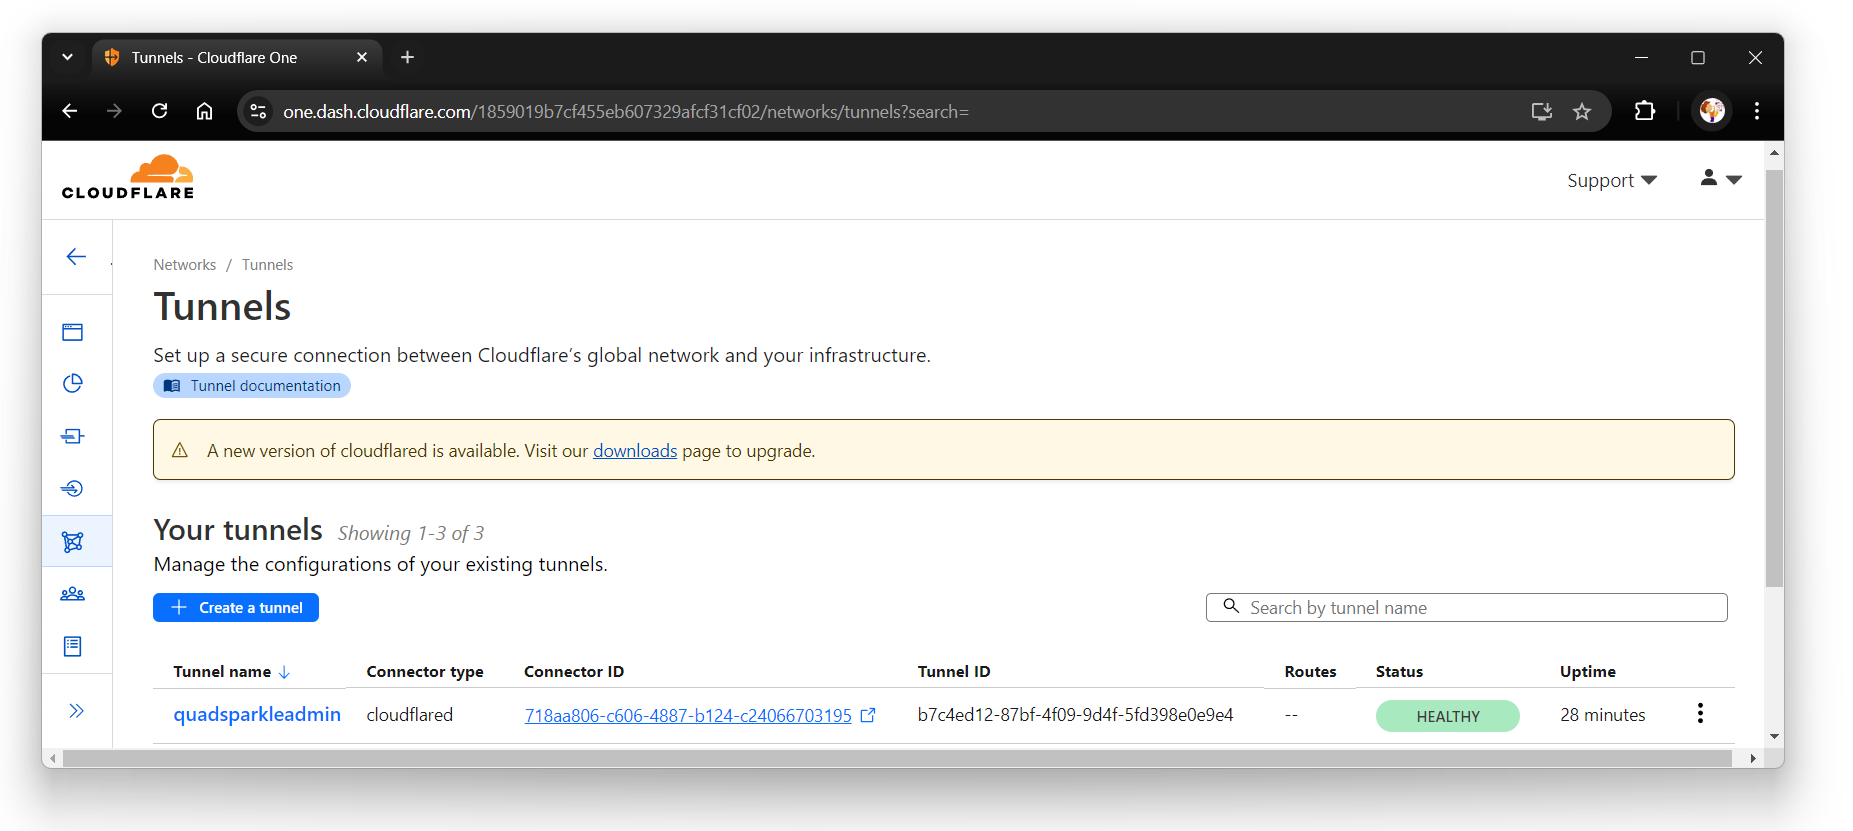 Tunnels - Cloudflare One
one.dash.cloudflare.com/1859019b7cf455eb607329afcf31cf02/networks/tunnels?search=
CLOUDFLARE
Support
Networks / Tunnels
Tunnels
Set up a secure connection between Cloudflare's global network and your infrastructure.
Tunnel documentation
A new version of cloudflared is available. Visit our downloads page to upgrade.
Your tunnels Showing 1-3 of 3
Manage the configurations of your existing tunnels.
Create a tunnel
Search by tunnel name
Tunnel name Connector type Connector ID Tunnel ID Routes Status Uptime
quadsparkleadmin cloudflared 718aa806-c606-4887-b124-c24066703195 b7c4ed12-87bf-4f09-9d4f-5fd398e0e9e4 -- HEALTHY 28 minutes